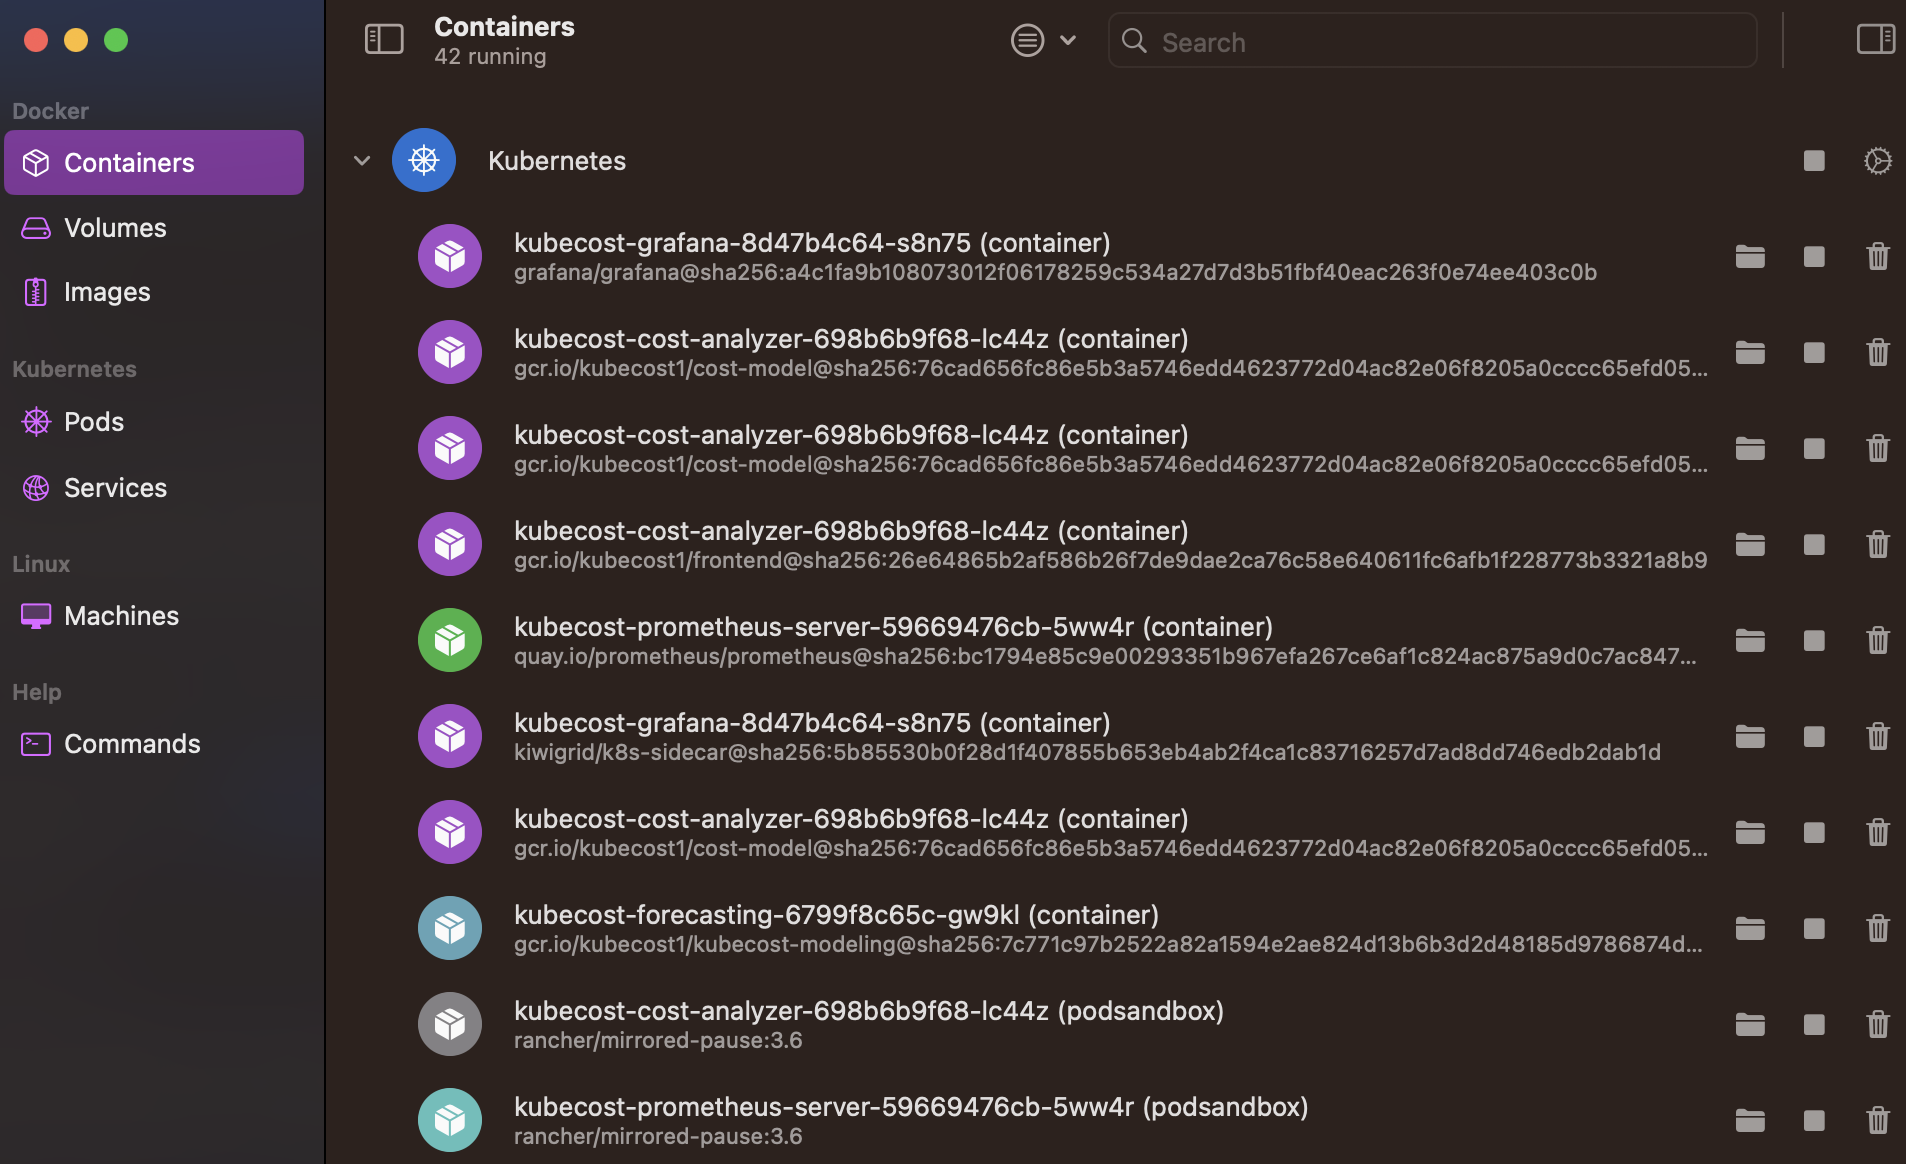 Containers
42 running
Search
Docker
Containers
Volumes
Images
Kubernetes
Pods
Services
Linux
Machines
Help
Commands
Kubernetes
kubecost-grafana-8d47b4c64-s8n75 (container)
grafana/grafana@sha256:a4c1fa9b108073012f06178259c534a27d7d3b51fbf40eac263f0e74ee403c0b
kubecost-cost-analyzer-698b6b9f68-lc44z (container)
gcr.io/kubecost1/cost-model@sha256:76cad656fc86e5b3a5746edd4623772d04ac82e06f8205a0cccc65efd05...
kubecost-cost-analyzer-698b6b9f68-lc44z (container)
gcr.io/kubecost1/cost-model@sha256:76cad656fc86e5b3a5746edd4623772d04ac82e06f8205a0cccc65efd05...
kubecost-cost-analyzer-698b6b9f68-lc44z (container)
gcr.io/kubecost1/frontend@sha256:26e64865b2af586b26f7de9dae2ca76c58e640611fc6afb1f228773b3321a8b9
kubecost-prometheus-server-59669476cb-5ww4r (container)
quay.io/prometheus/prometheus@sha256:bc1794e85c9e00293351b967efa267ce6af1c824ac875a9d0c7ac847...
kubecost-grafana-8d47b4c64-s8n75 (container)
kiwigrid/k8s-sidecar@sha256:5b85530b0f28d1f407855b653eb4ab2f4ca1c83716257d7ad8dd746edb2dab1d
kubecost-cost-analyzer-698b6b9f68-lc44z (container)
gcr.io/kubecost1/cost-model@sha256:76cad656fc86e5b3a5746edd4623772d04ac82e06f8205a0cccc65efd05...
kubecost-forecasting-6799f8c65c-gw9kl (container)
gcr.io/kubecost1/kubecost-modeling@sha256:7c771c97b2522a82a1594e2ae824d13b6b3d2d48185d9786874d...
kubecost-cost-analyzer-698b6b9f68-lc44z (podsandbox)
rancher/mirrored-pause:3.6
kubecost-prometheus-server-59669476cb-5ww4r (podsandbox)
rancher/mirrored-pause:3.6